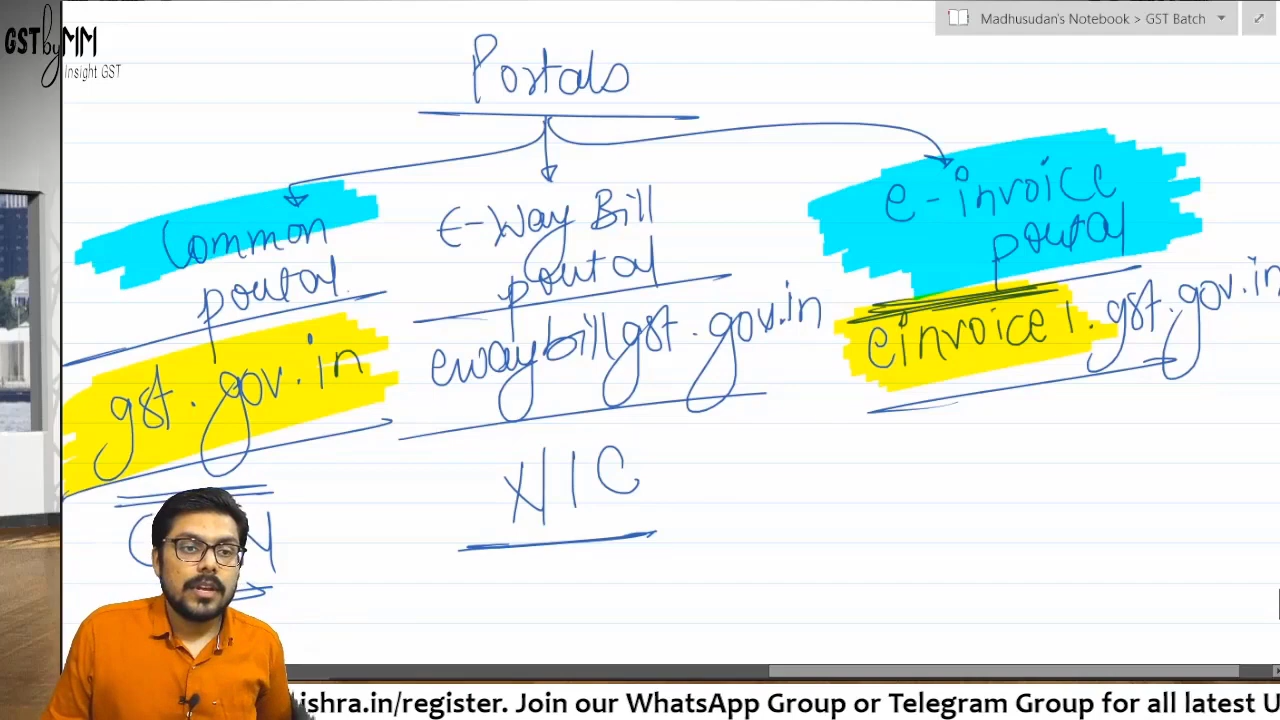 GST by MM
Insight GST
Madhusudan's Notebook > GST Batch
Portals
Common
portal
gst.gov.in
E-Way Bill
portal
ewaybillgst.gov.in
NIC
e-invoice
portal
einvoice1.gst.gov.in
ishra.in/register. Join our WhatsApp Group or Telegram Group for all latest U